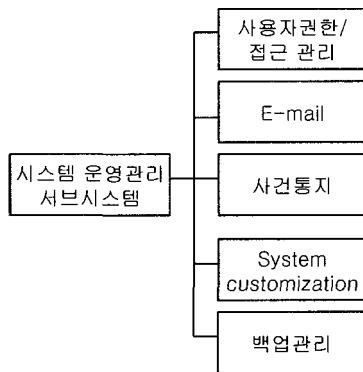 사용자권한/
접근 관리
E-mail
시스템 운영관리
서브시스템
사건통지
System
customization
백업관리